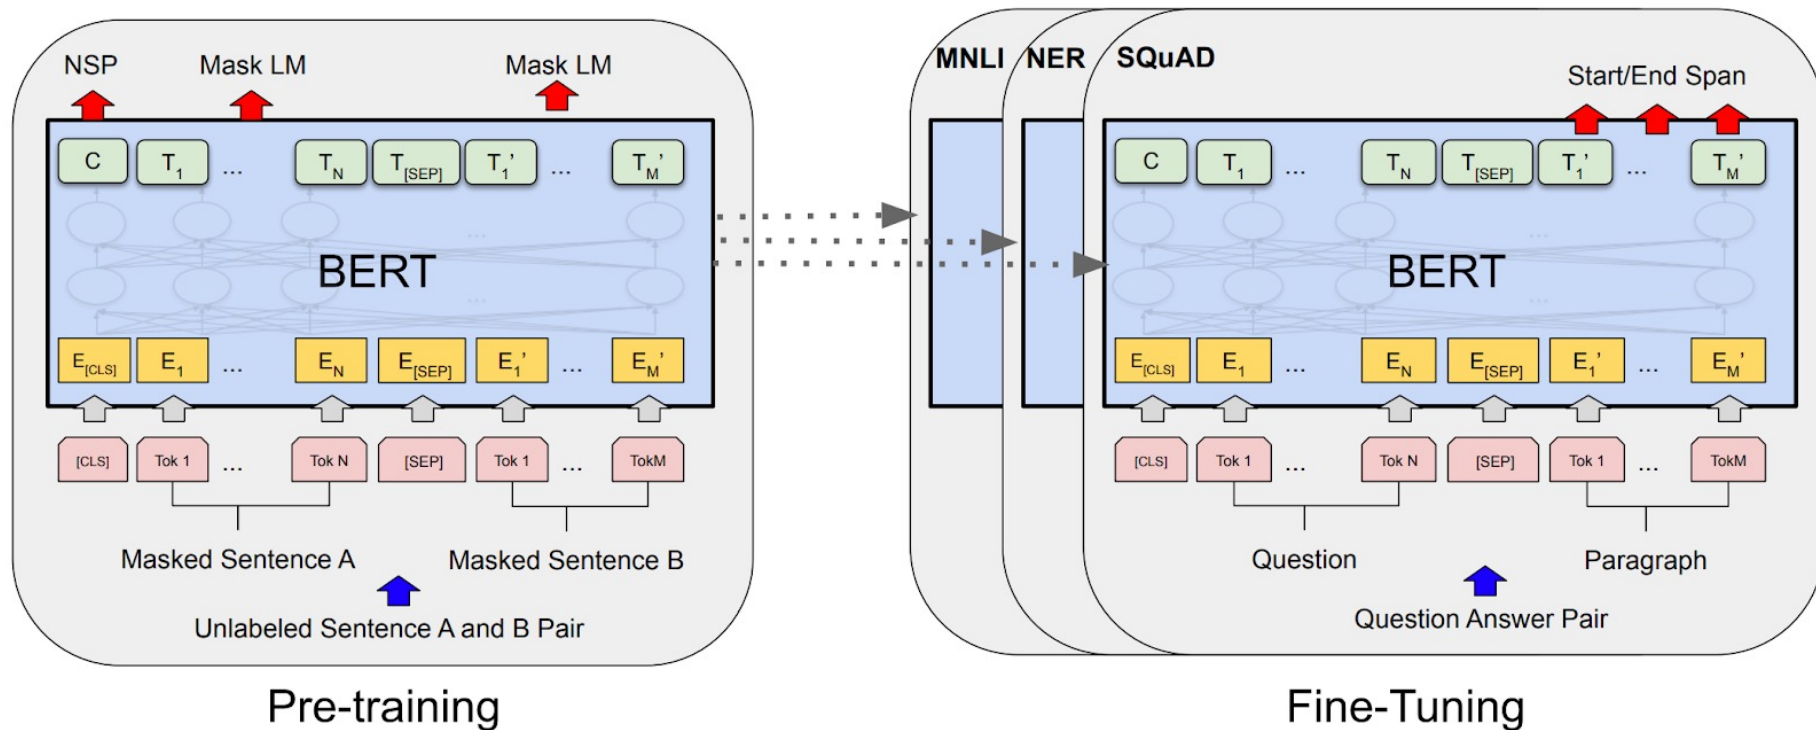 NSP Mask LM Mask LM
C T1 ... TN T[SEP] T1' ... TM'
...
BERT
...
E[CLS] E1 ... EN E[SEP] E1' ... EM'
[CLS] Tok 1 ... Tok N [SEP] Tok 1 ... TokM
Masked Sentence A Masked Sentence B
Unlabeled Sentence A and B Pair
Pre-training
MNLI NER SQuAD
Start/End Span
C T1 ... TN T[SEP] T1' ... TM'
...
BERT
...
E[CLS] E1 ... EN E[SEP] E1' ... EM'
[CLS] Tok 1 ... Tok N [SEP] Tok 1 ... TokM
Question Paragraph
Question Answer Pair
Fine-Tuning